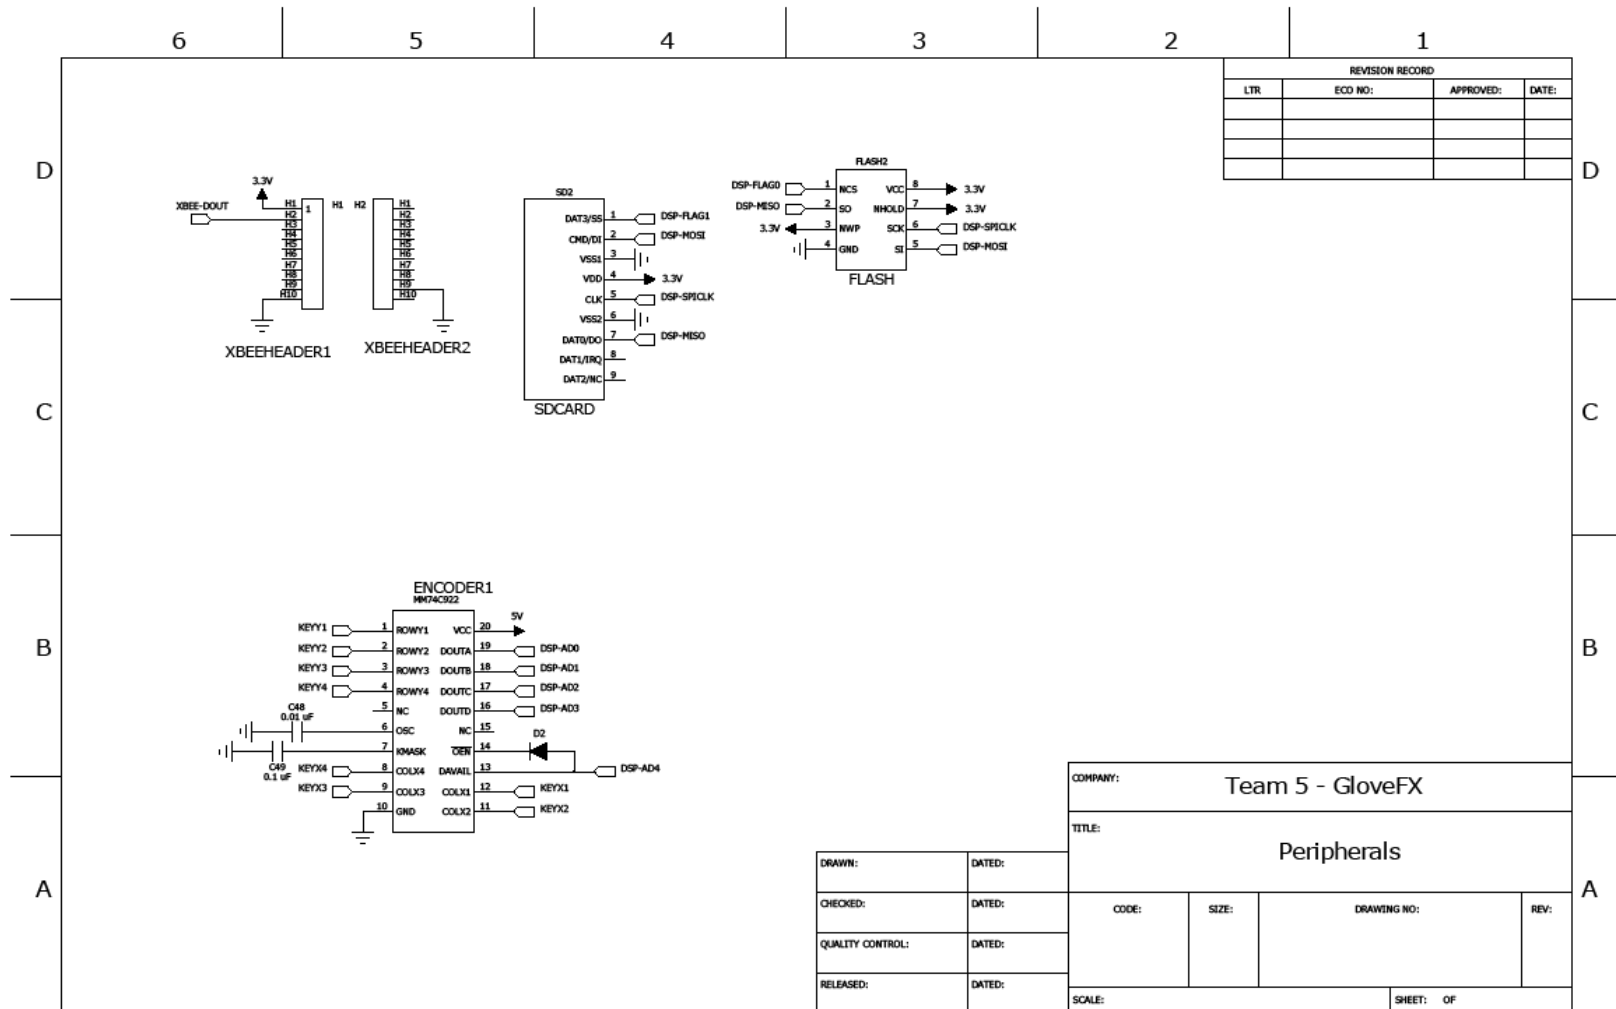 6 5 4 3 2 1
REVISION RECORD
LTR ECO NO: APPROVED: DATE:
D D
3.3V
XBEE-DOUT
H1 1 H1
H2
H3
H4
H5
H6
H7
H8
H9
H10
XBEEHEADER1
H2 H1
H2
H3
H4
H5
H6
H7
H8
H9
H10
XBEEHEADER2
SD2
DAT3/SS 1 DSP-FLAG1
CMD/DI 2 DSP-MOSI
VSS1 3
VDD 4 3.3V
CLK 5 DSP-SPICLK
VSS2 6
DAT0/DO 7 DSP-MISO
DAT1/IRQ 8
DAT2/NC 9
SDCARD
FLASH2
DSP-FLAG0 1 NCS VCC 8 3.3V
DSP-MISO 2 SO NHOLD 7 3.3V
3.3V 3 NWP SCK 6 DSP-SPICLK
4 GND SI 5 DSP-MOSI
FLASH
C C
ENCODER1
MM74C922
5V
KEYY1 1 ROWY1 VCC 20
KEYY2 2 ROWY2 DOUTA 19 DSP-AD0
KEYY3 3 ROWY3 DOUTB 18 DSP-AD1
KEYY4 4 ROWY4 DOUTC 17 DSP-AD2
5 NC DOUTD 16 DSP-AD3
C48
0.01 uF
6 OSC NC 15
D2
7 KMASK OEN 14
C49
0.1 uF
KEYX4 8 COLX4 DAVAIL 13 DSP-AD4
KEYX3 9 COLX3 COLX1 12 KEYX1
10 GND COLX2 11 KEYX2
B B
COMPANY: Team 5 - GloveFX
TITLE:
Peripherals
A A
DRAWN: DATED:
CHECKED: DATED:
QUALITY CONTROL: DATED:
RELEASED: DATED:
CODE: SIZE: DRAWING NO: REV:
SCALE: SHEET: OF